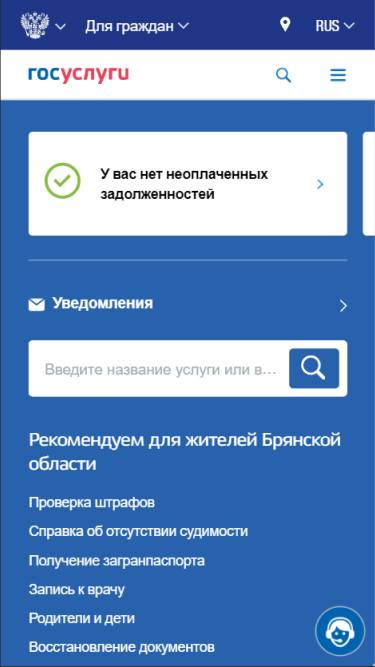 Для граждан
RUS
госуслуги
У вас нет неоплаченных
задолженностей
Уведомления
Введите название услуги или в...
Рекомендуем для жителей Брянской
области
Проверка штрафов
Справка об отсутствии судимости
Получение загранпаспорта
Запись к врачу
Родители и дети
Восстановление документов